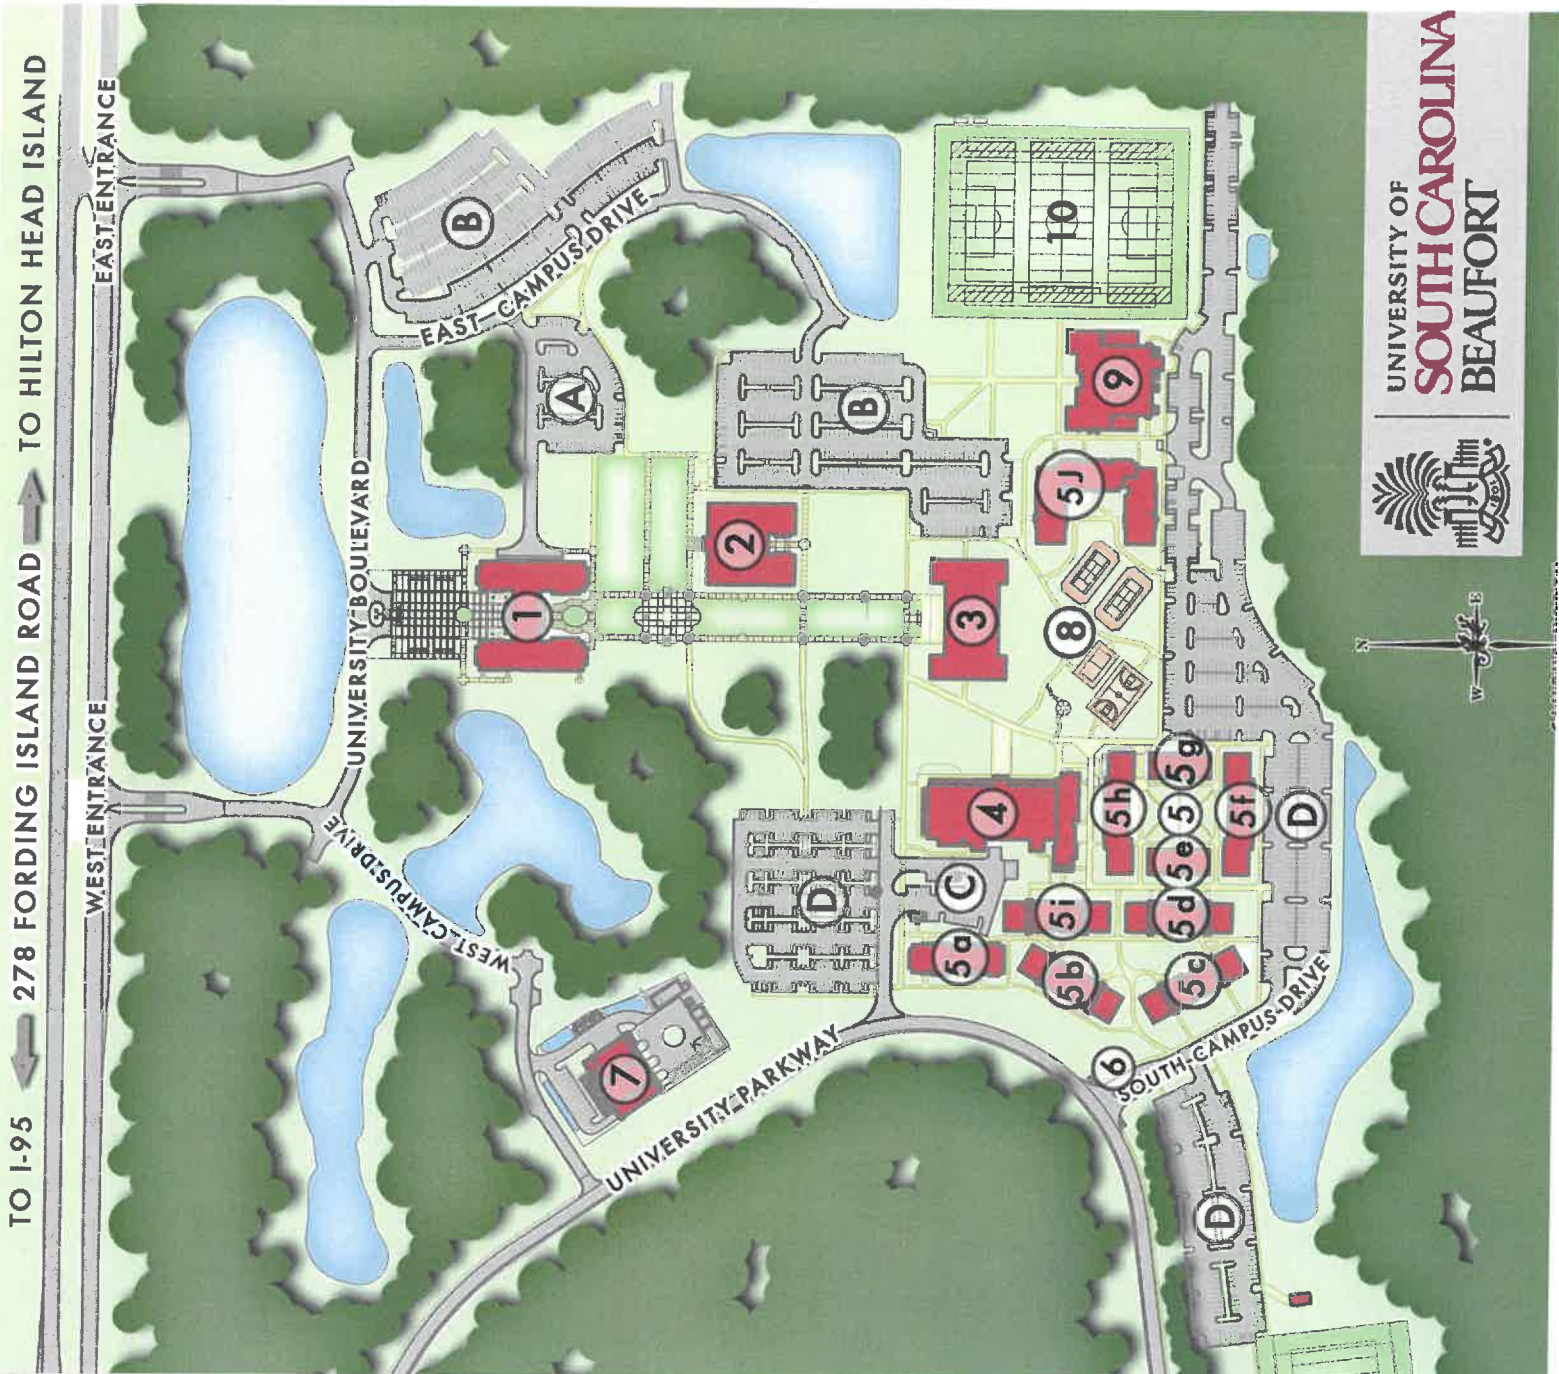 TO I-95 278 FORDING ISLAND ROAD TO HILTON HEAD ISLAND
WEST ENTRANCE
EAST ENTRANCE
UNIVERSITY BOULEVARD
WEST CAMPUS DRIVE
EAST CAMPUS DRIVE
B
A
1
7
2
B
D
UNIVERSITY PARKWAY
5a
C
4
3
10
5b
5i
8
5J
9
6
5h
5c
5d
5e
5
5g
5f
D
SOUTH CAMPUS DRIVE
D
UNIVERSITY OF
SOUTH CAROLINA
BEAUFORT
N
W
E